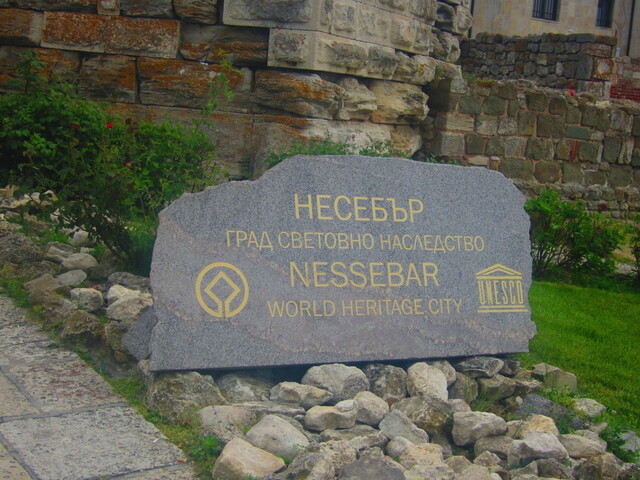 НЕСЕБЪР
ГРАД СВЕТОВНО НАСЛЕДСТВО
NESSEBAR
WORLD HERITAGE CITY
UNESCO